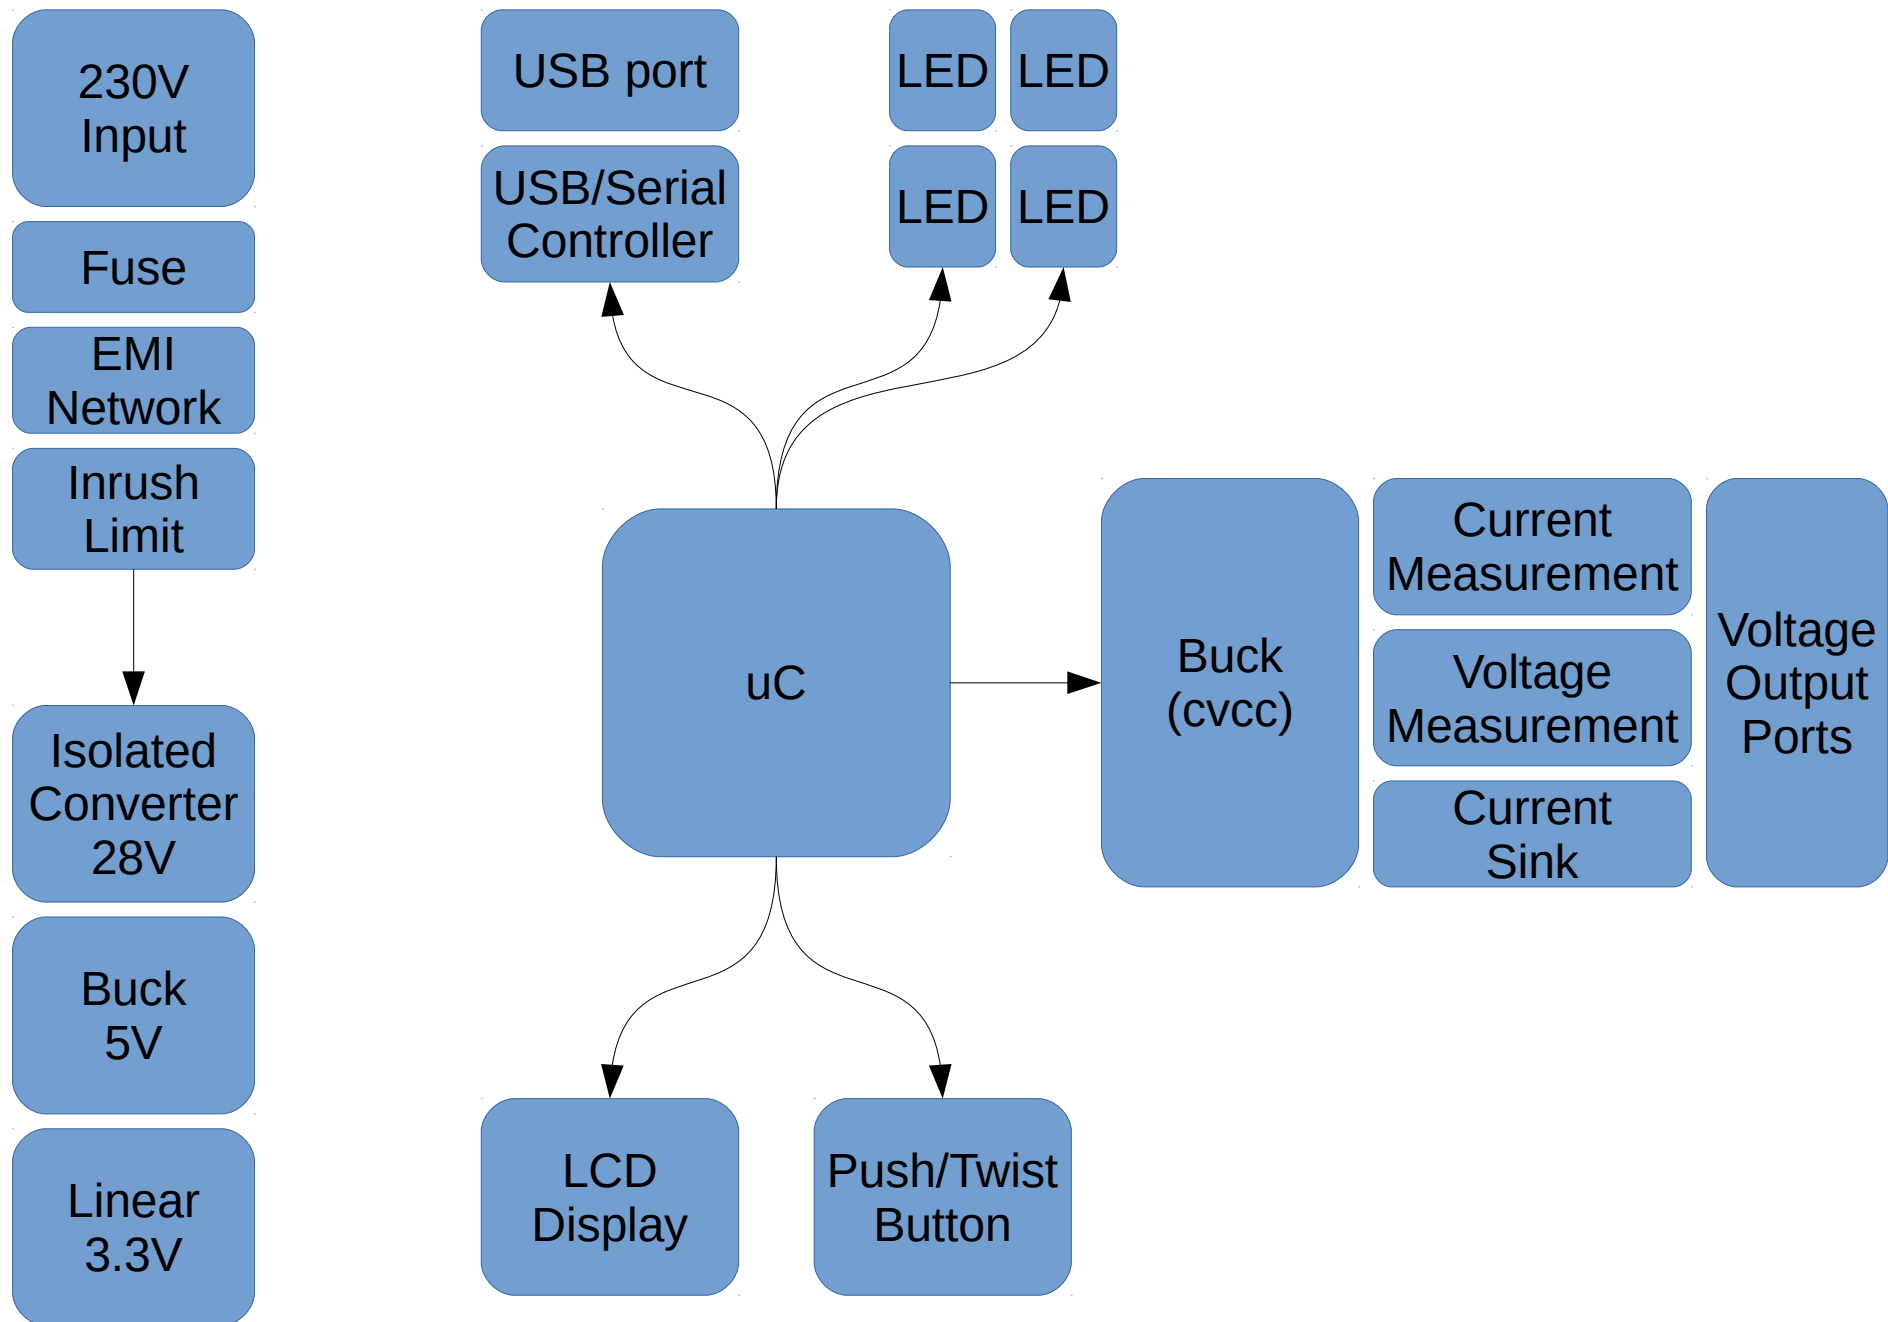 230V
Input
Fuse
EMI
Network
Inrush
Limit
Isolated
Converter
28V
Buck
5V
Linear
3.3V
USB port
USB/Serial
Controller
LED LED
LED LED
uC
LCD
Display
Push/Twist
Button
Buck
(cvcc)
Current
Measurement
Voltage
Measurement
Current
Sink
Voltage
Output
Ports